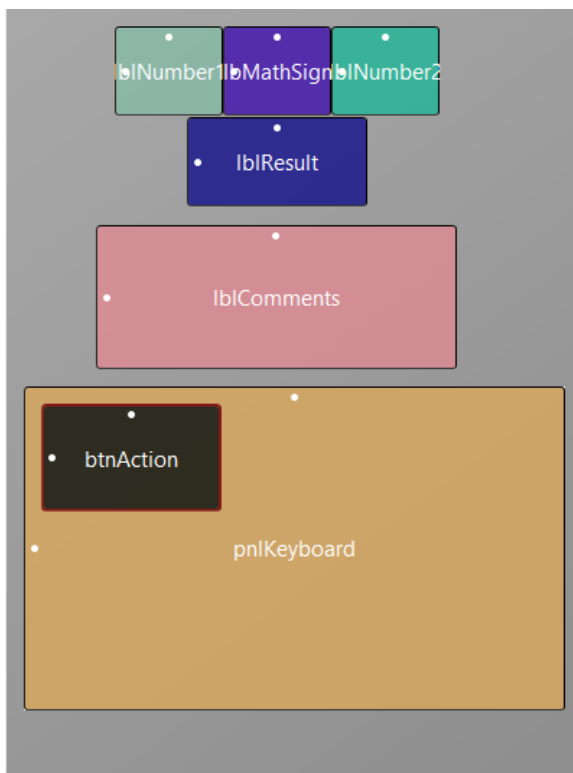 lblNumber1
lbMathSign
lblNumber2
lblResult
lblComments
btnAction
pnlKeyboard